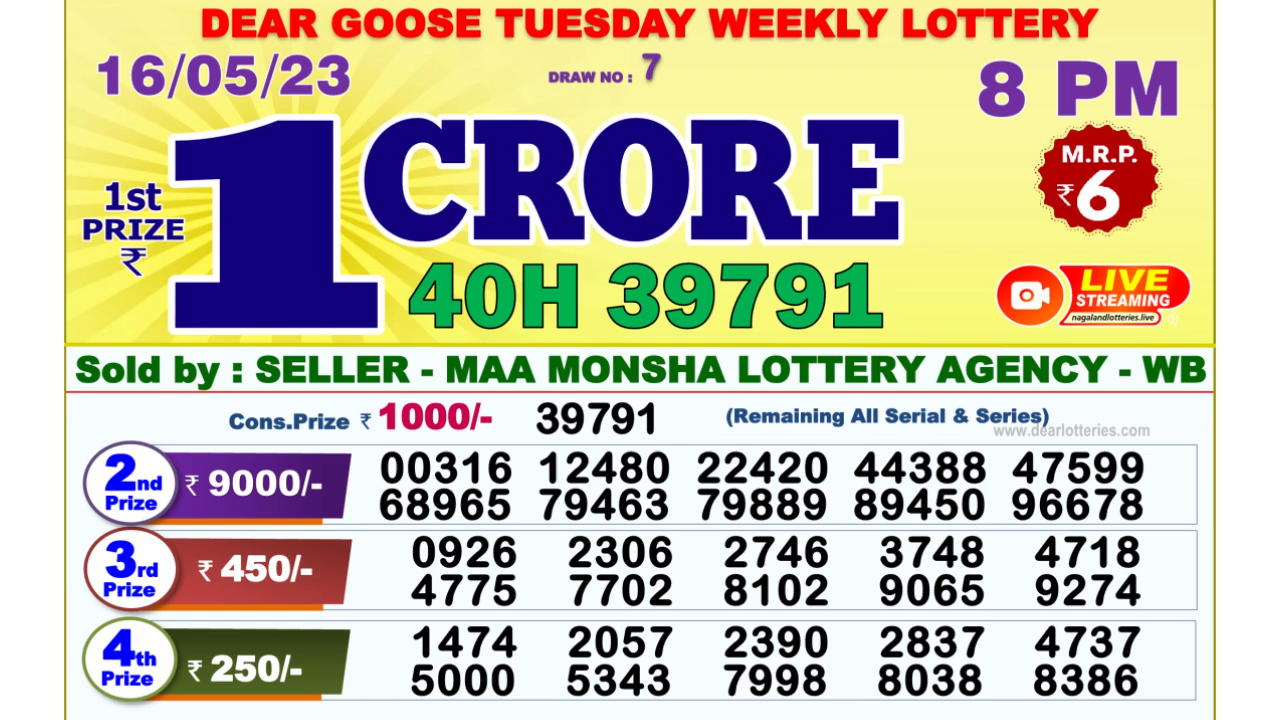 DEAR GOOSE TUESDAY WEEKLY LOTTERY
16/05/23
DRAW NO : 7
8 PM
1st
PRIZE
₹
1 CRORE
M.R.P.
₹ 6
40H 39791
LIVE
STREAMING
nagalandlotteries.live
Sold by : SELLER - MAA MONSHA LOTTERY AGENCY - WB
Cons.Prize ₹ 1000/- 39791 (Remaining All Serial & Series)
www.dearlotteries.com
2nd Prize ₹ 9000/-
00316 12480 22420 44388 47599
68965 79463 79889 89450 96678
3rd Prize ₹ 450/-
0926 2306 2746 3748 4718
4775 7702 8102 9065 9274
4th Prize ₹ 250/-
1474 2057 2390 2837 4737
5000 5343 7998 8038 8386